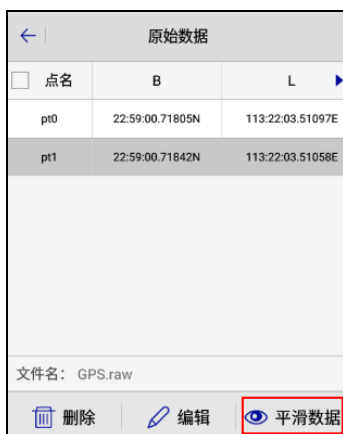 原始数据
点名 B L
pt0 22:59:00.71805N 113:22:03.51097E
pt1 22:59:00.71842N 113:22:03.51058E
文件名: GPS.raw
删除 编辑 平滑数据